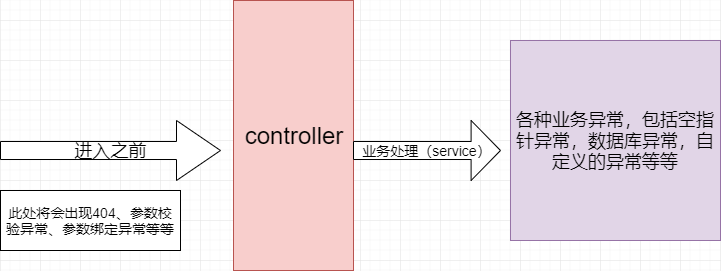 进入之前
此处将会出现404、参数校
验异常、参数绑定异常等等
controller
业务处理（service）
各种业务异常，包括空指
针异常，数据库异常，自
定义的异常等等